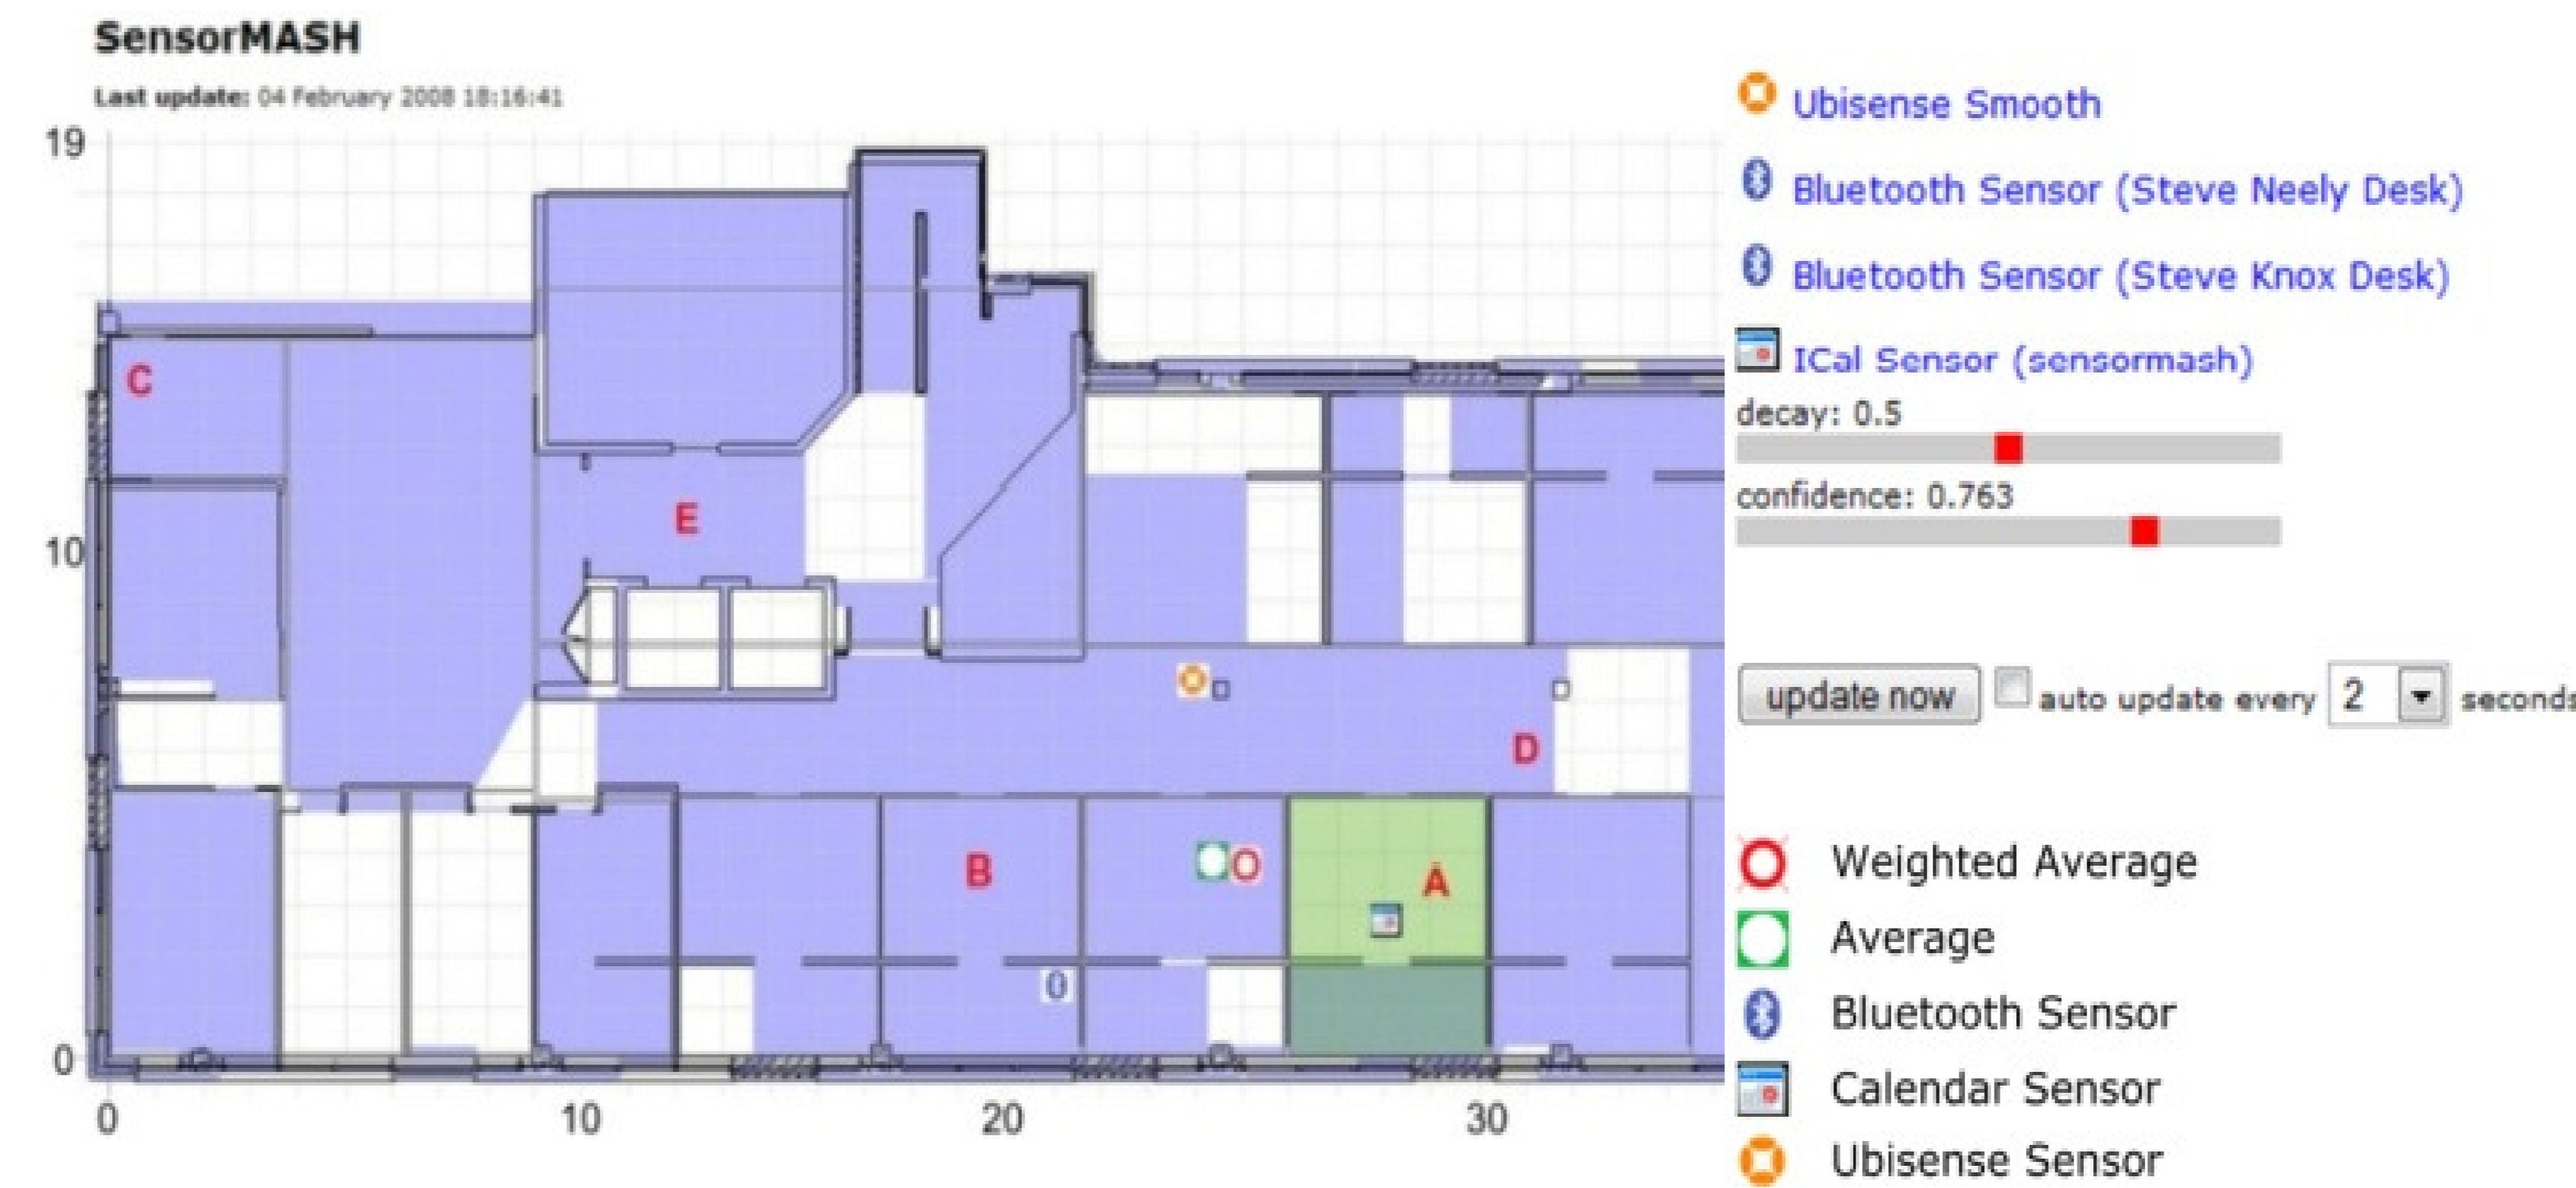 SensorMASH
Last update: 04 February 2008 18:16:41
19
10
0
0
10
20
30
C
E
D
B
A
Ubisense Smooth
Bluetooth Sensor (Steve Neely Desk)
Bluetooth Sensor (Steve Knox Desk)
ICal Sensor (sensormash)
decay: 0.5
confidence: 0.763
update now auto update every 2 seconds
Weighted Average
Average
Bluetooth Sensor
Calendar Sensor
Ubisense Sensor